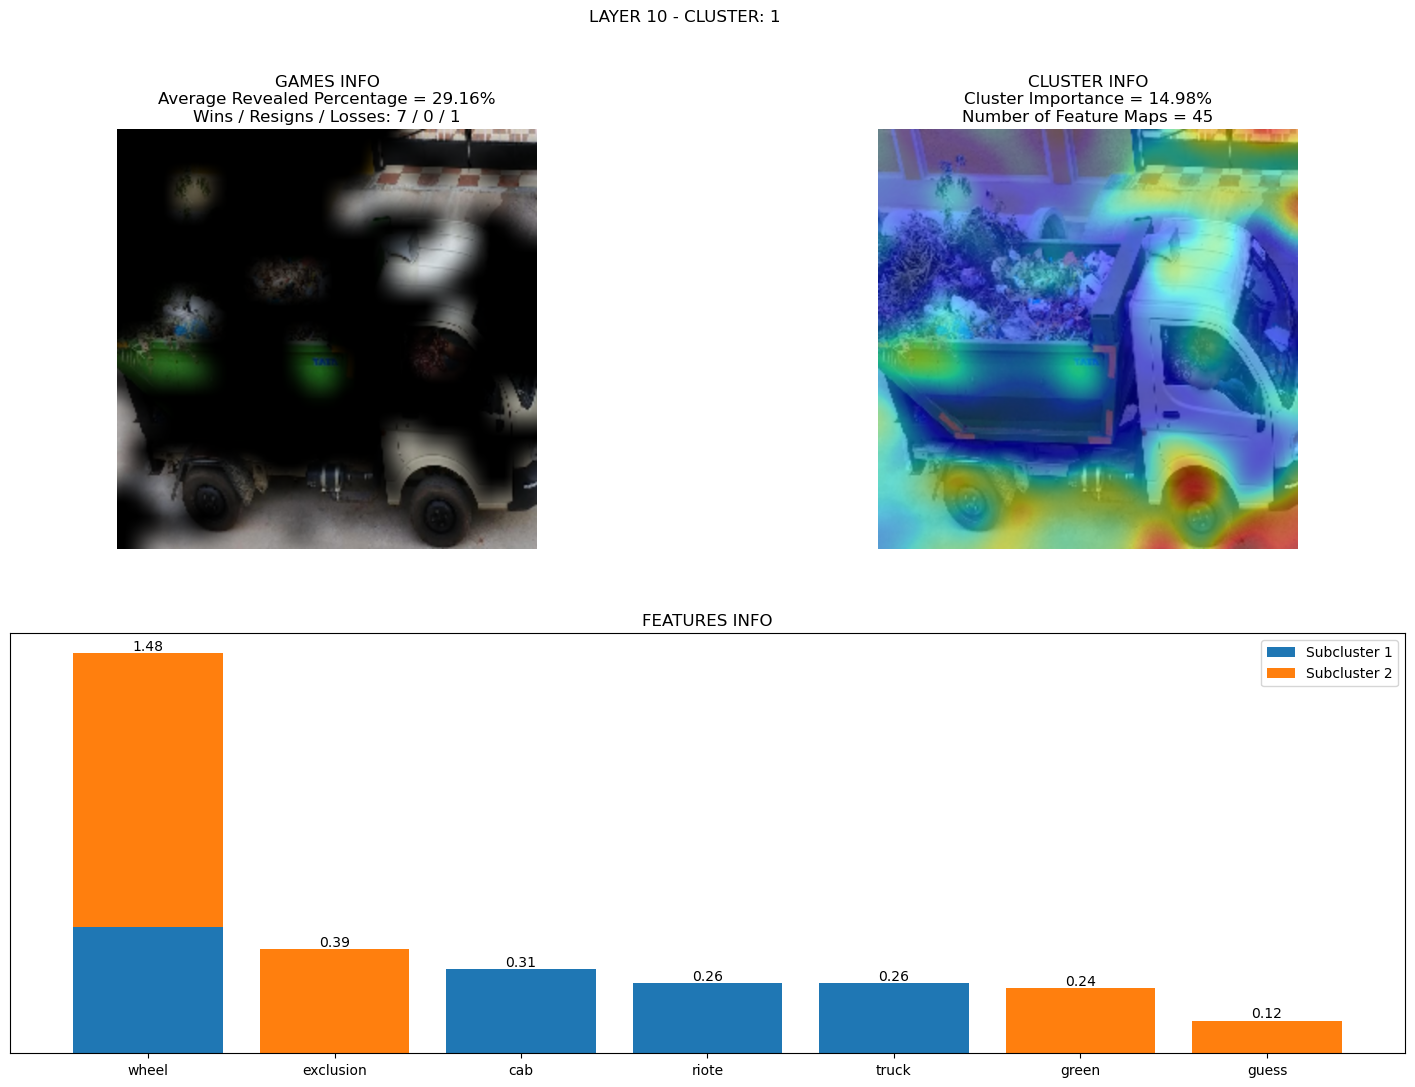 LAYER 10 - CLUSTER: 1
GAMES INFO
Average Revealed Percentage = 29.16%
Wins / Resigns / Losses: 7 / 0 / 1
CLUSTER INFO
Cluster Importance = 14.98%
Number of Feature Maps = 45
FEATURES INFO
Subcluster 1
Subcluster 2
1.48
0.39
0.31
0.26
0.26
0.24
0.12
wheel
exclusion
cab
riote
truck
green
guess